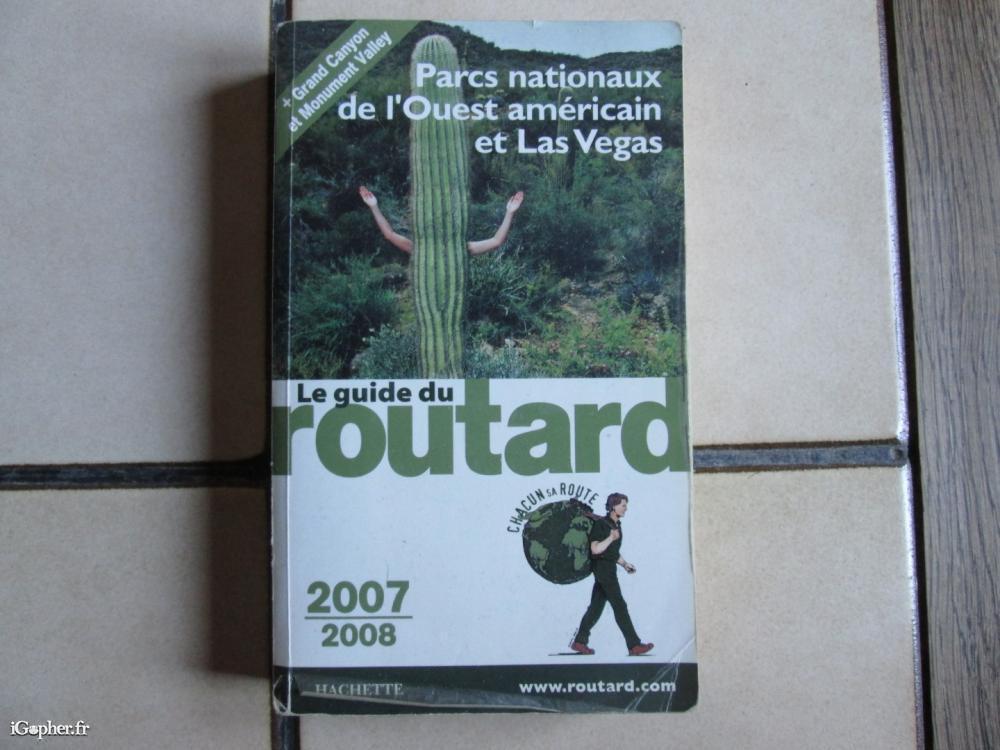 + Grand Canyon
et Monument Valley
Parcs nationaux
de l'Ouest américain
et Las Vegas
Le guide du
routard
CHACUN SA ROUTE
2007
2008
HACHETTE
www.routard.com
iGopher.fr